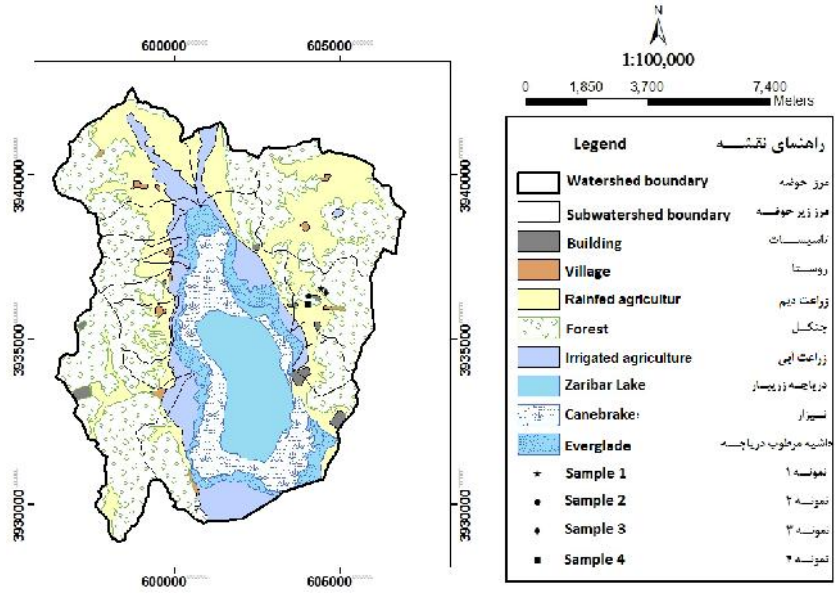 N
1:100,000
0 1,850 3,700 7,400
Meters
600000 605000
3940000 3940000
3935000 3935000
3930000 3930000
600000 605000
Legend راهنمای نقشــه
Watershed boundary مرز حوضه
Subwatershed boundary مرز زیر حوضه
Building تاسیسات
Village روستا
Rainfed agricultur زراعت دیم
Forest جنگل
Irrigated agriculture زراعت ابی
Zaribar Lake دریاچه زریبار
Canebrake نیزار
Everglade حاشیه مرطوب دریاچه
Sample 1 نمونه ۱
Sample 2 نمونه ۲
Sample 3 نمونه ۳
Sample 4 نمونه ۴